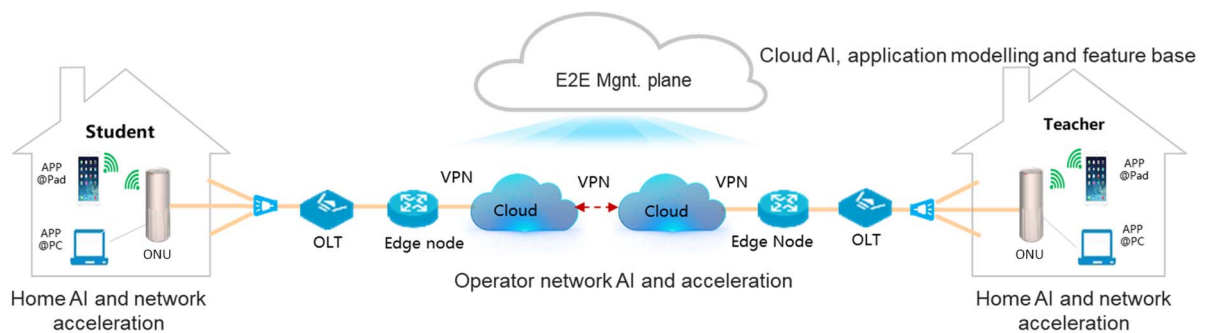 E2E Mgnt. plane
Cloud AI, application modelling and feature base
Student
APP
@Pad
APP
@PC
ONU
OLT
Edge node
VPN
Cloud
VPN
Cloud
VPN
Edge Node
OLT
Teacher
APP
@Pad
APP
@PC
ONU
Home AI and network
acceleration
Operator network AI and acceleration
Home AI and network
acceleration